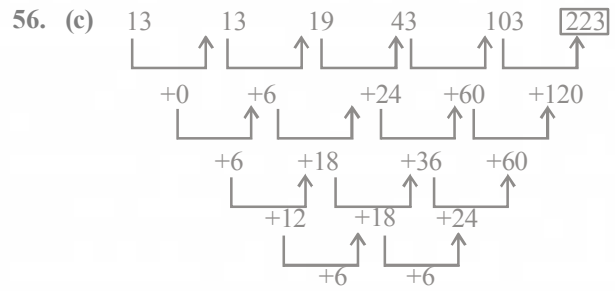 56. (c) 13 13 19 43 103 223
+0 +6 +24 +60 +120
+6 +18 +36 +60
+12 +18 +24
+6 +6